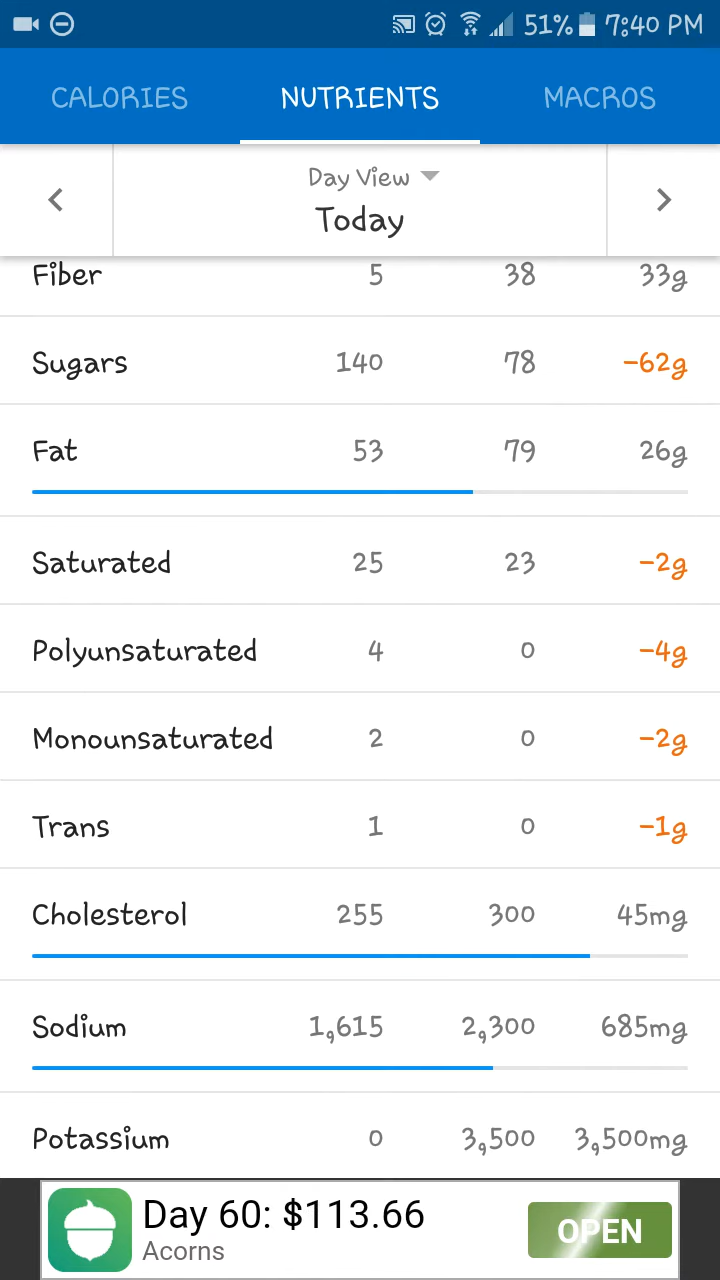 51% 7:40 PM
CALORIES NUTRIENTS MACROS
Day View
Today
Fiber 5 38 33g
Sugars 140 78 -62g
Fat 53 79 26g
Saturated 25 23 -2g
Polyunsaturated 4 0 -4g
Monounsaturated 2 0 -2g
Trans 1 0 -1g
Cholesterol 255 300 45mg
Sodium 1,615 2,300 685mg
Potassium 0 3,500 3,500mg
Day 60: $113.66
Acorns
OPEN